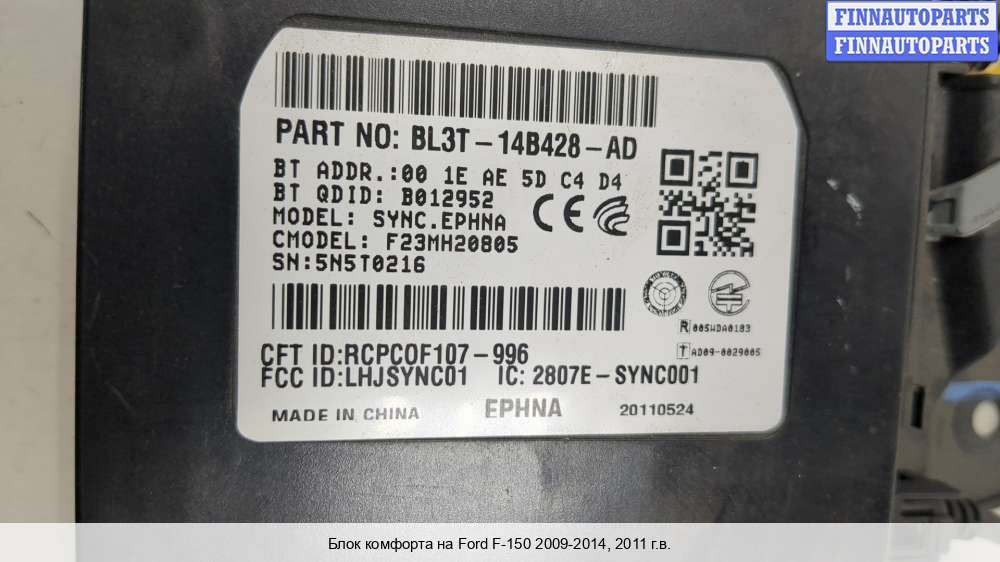 FINNAUTOPARTS
FINNAUTOPARTS
PART NO: BL3T-14B428-AD
BT ADDR.:00 1E AE 5D C4 D4
BT QDID: B012952
MODEL: SYNC.EPHNA
CMODEL: F23MH20805
SN:5N5T0216
CE
R 005WDA0183
T AD09-0029005
CFT ID:RCPCOF107-996
FCC ID:LHJSYNC01 IC: 2807E-SYNC001
MADE IN CHINA EPHNA 20110524
Блок комфорта на Ford F-150 2009-2014, 2011 г.в.